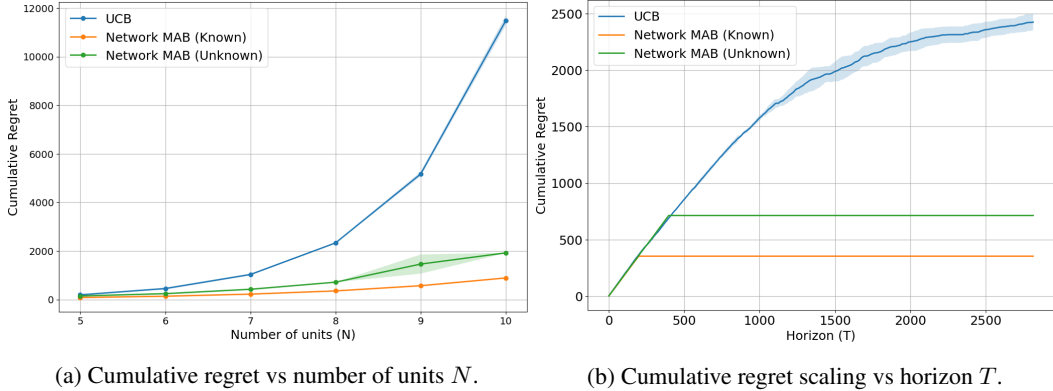 UCB
Network MAB (Known)
Network MAB (Unknown)
Cumulative Regret
12000
10000
8000
6000
4000
2000
0
5 6 7 8 9 10
Number of units (N)
(a) Cumulative regret vs number of units N.
UCB
Network MAB (Known)
Network MAB (Unknown)
Cumulative Regret
2500
2000
1500
1000
500
0
0 500 1000 1500 2000 2500
Horizon (T)
(b) Cumulative regret scaling vs horizon T.